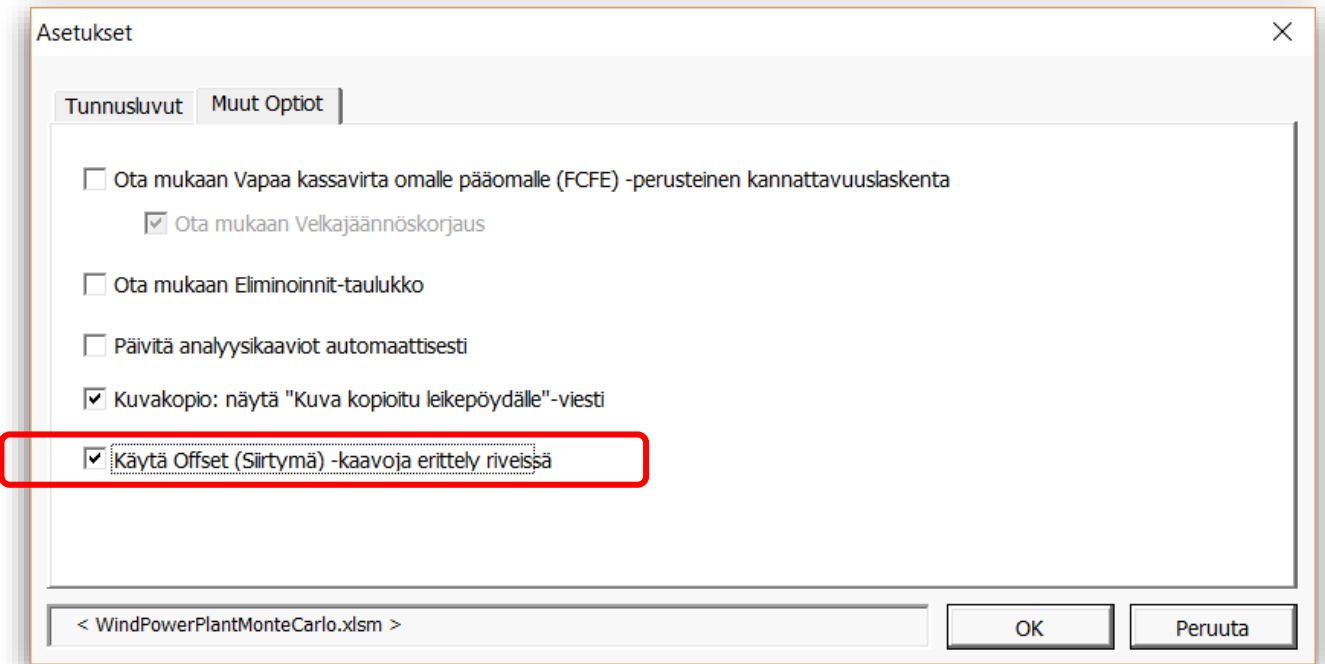 Asetukset
Tunnusluvut
Muut Optiot
Ota mukaan Vapaa kassavirta omalle pääomalle (FCFE) -perusteinen kannattavuuslaskenta
Ota mukaan Velkajäännöskorjaus
Ota mukaan Eliminoinnit-taulukko
Päivitä analyysikaaviot automaattisesti
Kuvakopio: näytä "Kuva kopioitu leikepöydälle"-viesti
Käytä Offset (Siirtymä) -kaavoja erittely riveissä
< WindPowerPlantMonteCarlo.xlsm >
OK
Peruuta